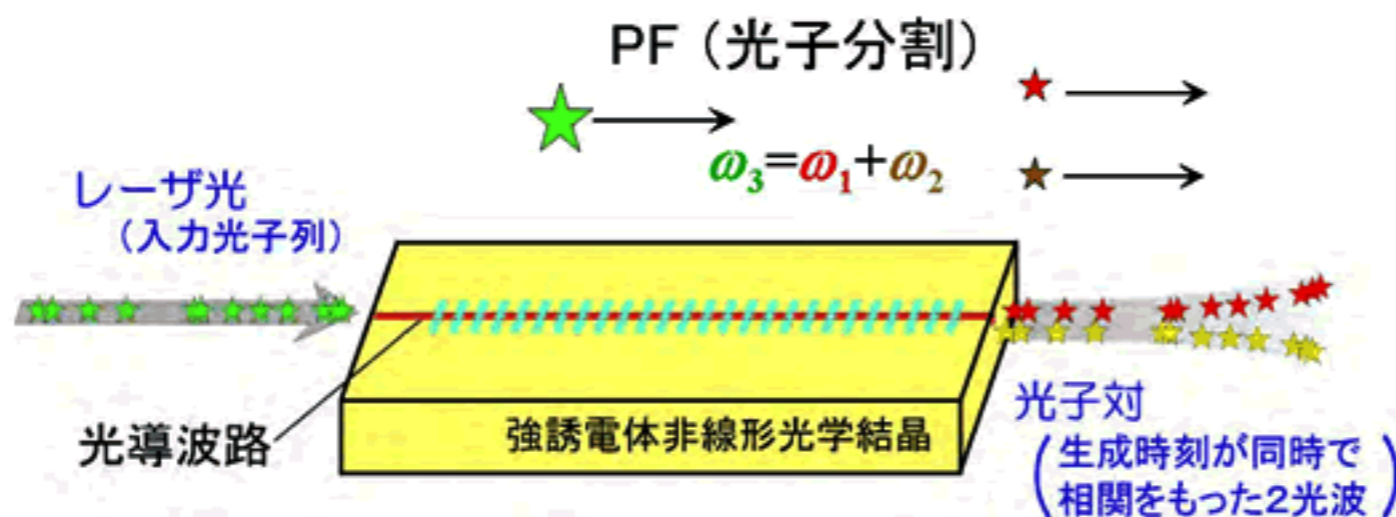 PF (光子分割)
ω₃=ω₁+ω₂
レーザ光
(入力光子列)
光導波路
強誘電体非線形光学結晶
光子対
(生成時刻が同時で
相関をもった2光波)